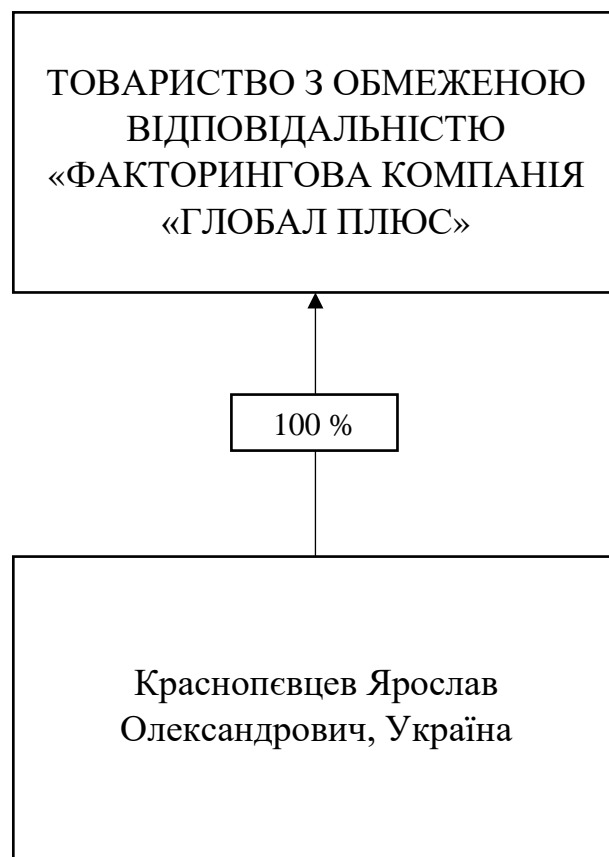 ТОВАРИСТВО З ОБМЕЖЕНОЮ
ВІДПОВІДАЛЬНІСТЮ
«ФАКТОРИНГОВА КОМПАНІЯ
«ГЛОБАЛ ПЛЮС»
100 %
Краснопєвцев Ярослав
Олександрович, Україна